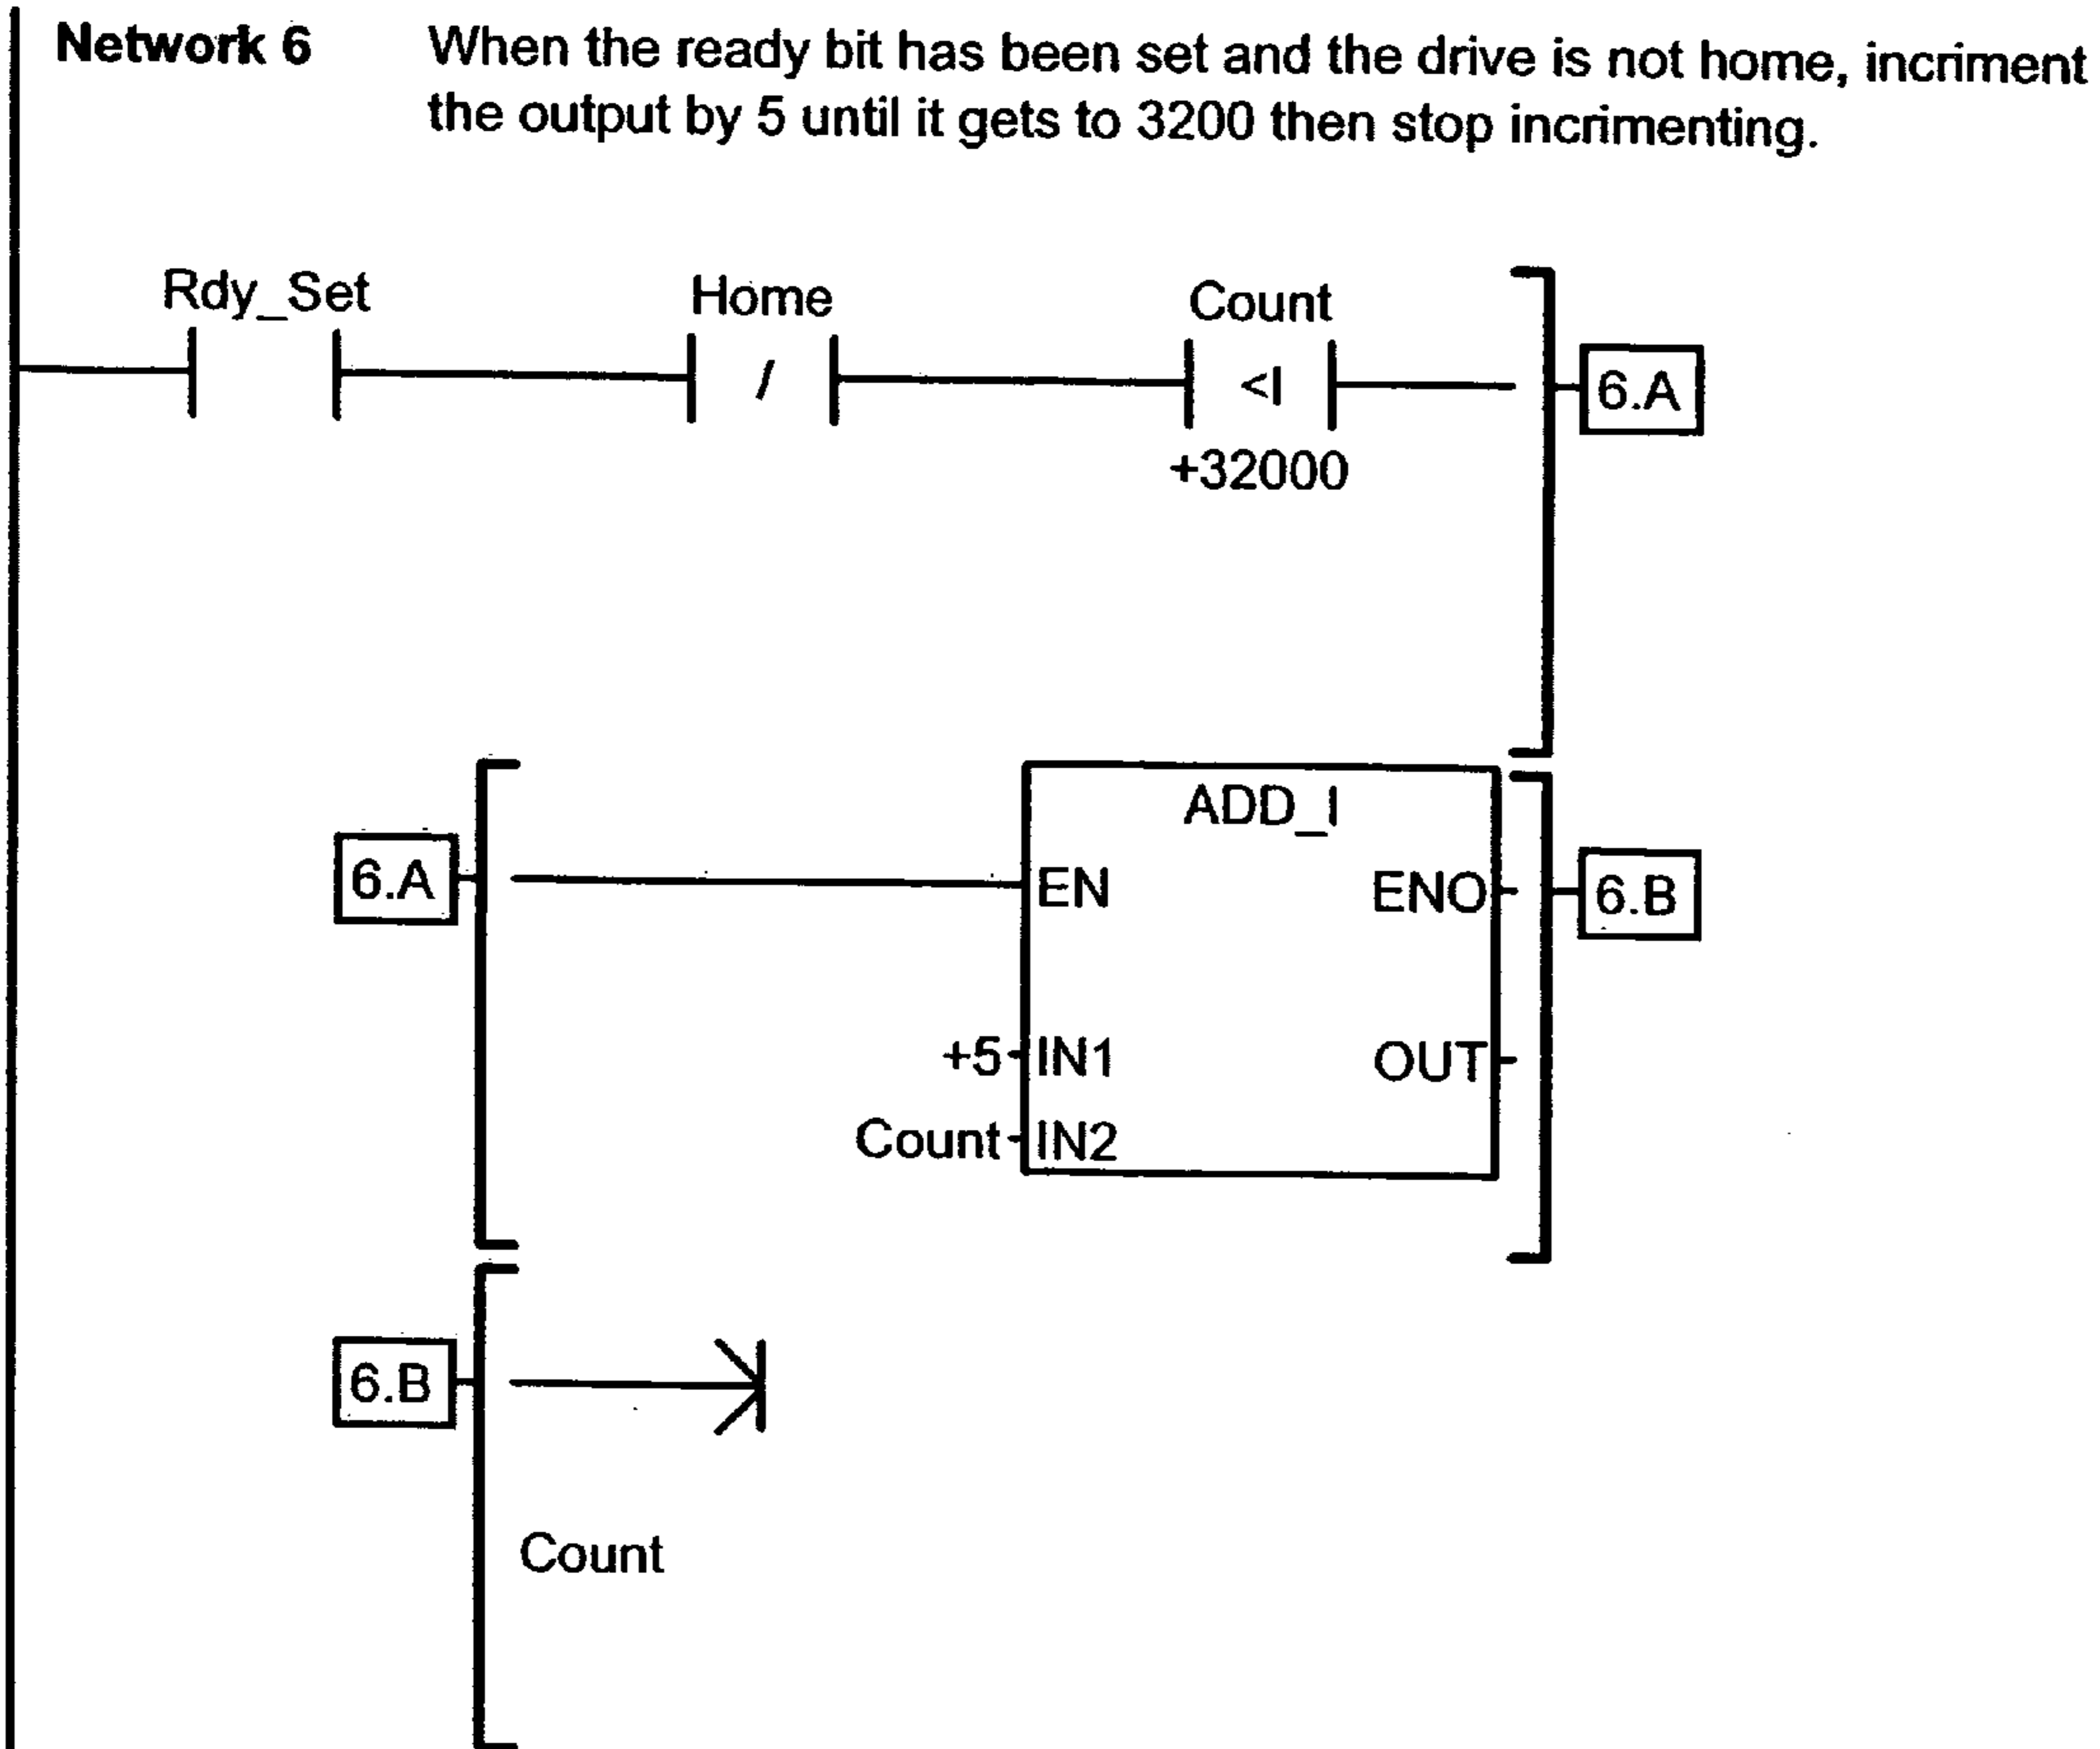 Network 6 When the ready bit has been set and the drive is not home, incriment
the output by 5 until it gets to 3200 then stop incrimenting.
Rdy_Set Home Count
/ <I 6.A
+32000
ADD_I
6.A EN ENO 6.B
+5 IN1 OUT
Count IN2
6.B
Count